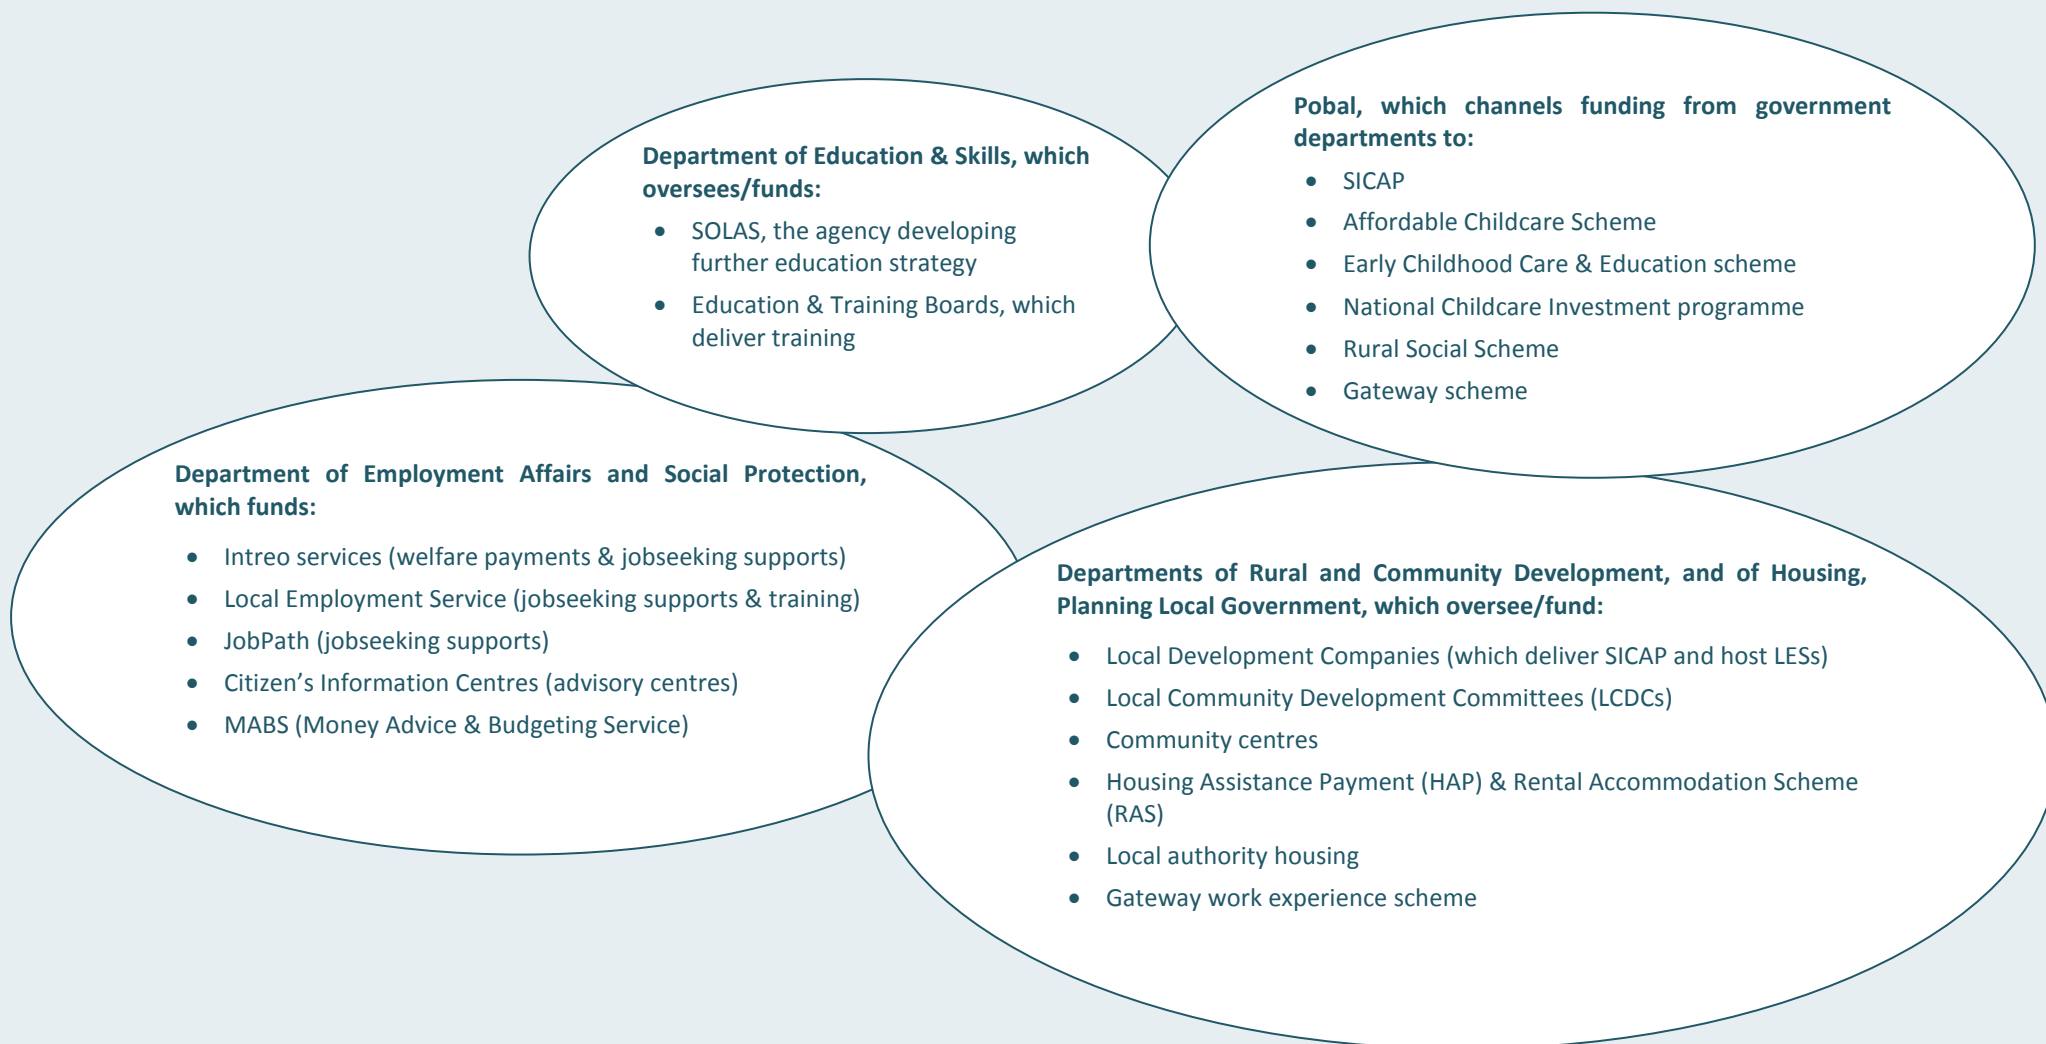 Department of Education & Skills, which
oversees/funds:
• SOLAS, the agency developing
further education strategy
• Education & Training Boards, which
deliver training
Pobal, which channels funding from government
departments to:
• SICAP
• Affordable Childcare Scheme
• Early Childhood Care & Education scheme
• National Childcare Investment programme
• Rural Social Scheme
• Gateway scheme
Department of Employment Affairs and Social Protection,
which funds:
• Intreo services (welfare payments & jobseeking supports)
• Local Employment Service (jobseeking supports & training)
• JobPath (jobseeking supports)
• Citizen’s Information Centres (advisory centres)
• MABS (Money Advice & Budgeting Service)
Departments of Rural and Community Development, and of Housing,
Planning Local Government, which oversee/fund:
• Local Development Companies (which deliver SICAP and host LESs)
• Local Community Development Committees (LCDCs)
• Community centres
• Housing Assistance Payment (HAP) & Rental Accommodation Scheme
(RAS)
• Local authority housing
• Gateway work experience scheme